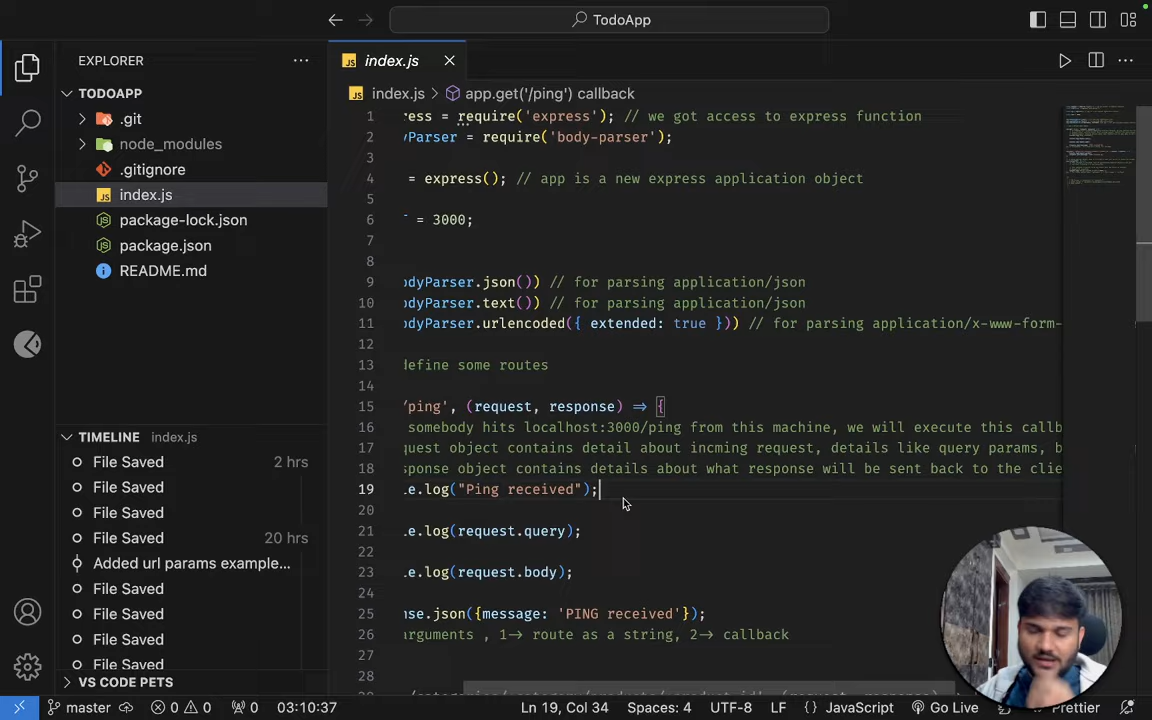 TodoApp
EXPLORER
index.js
TODOAPP
index.js > app.get('/ping') callback
.git
node_modules
.gitignore
index.js
package-lock.json
package.json
README.md
1 ress = require('express'); // we got access to express function
2 yParser = require('body-parser');
3
4 = express(); // app is a new express application object
5
6 = 3000;
7
8
9 odyParser.json()) // for parsing application/json
10 odyParser.text()) // for parsing application/json
11 odyParser.urlencoded({ extended: true })) // for parsing application/x-www-form-
12
13 define some routes
14
15 '/ping', (request, response) => {
16 somebody hits localhost:3000/ping from this machine, we will execute this callb
17 quest object contains detail about incming request, details like query params, b
18 sponse object contains details about what response will be sent back to the clie
19 e.log("Ping received");
20
21 e.log(request.query);
22
23 e.log(request.body);
24
25 nse.json({message: 'PING received'});
26 arguments , 1-> route as a string, 2-> callback
27
28
TIMELINE index.js
File Saved 2 hrs
File Saved
File Saved
File Saved 20 hrs
Added url params example...
File Saved
File Saved
File Saved
File Saved
VS CODE PETS
master 0 0 0 03:10:37 Ln 19, Col 34 Spaces: 4 UTF-8 LF {} JavaScript Go Live Prettier